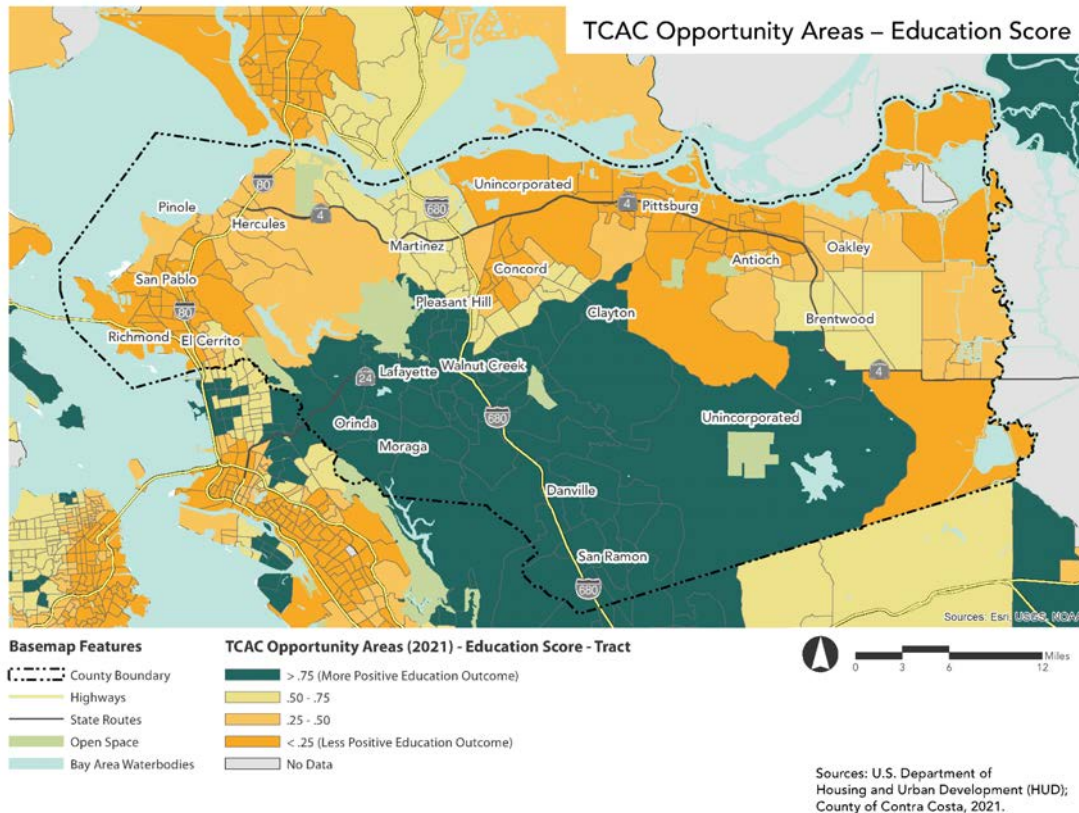 TCAC Opportunity Areas – Education Score
Unincorporated
80
Pinole
4
680
4
Pittsburg
Hercules
Martinez
Oakley
Antioch
San Pablo
Concord
Pleasant Hill
Clayton
Brentwood
80
Richmond
El Cerrito
Walnut Creek
Lafayette
24
4
Orinda
680
Unincorporated
Moraga
Danville
San Ramon
680
Sources: Esri, USGS, NOAA
Basemap Features
County Boundary
Highways
State Routes
Open Space
Bay Area Waterbodies
TCAC Opportunity Areas (2021) - Education Score - Tract
> .75 (More Positive Education Outcome)
.50 - .75
.25 - .50
< .25 (Less Positive Education Outcome)
No Data
0 3 6 12 Miles
Sources: U.S. Department of
Housing and Urban Development (HUD);
County of Contra Costa, 2021.